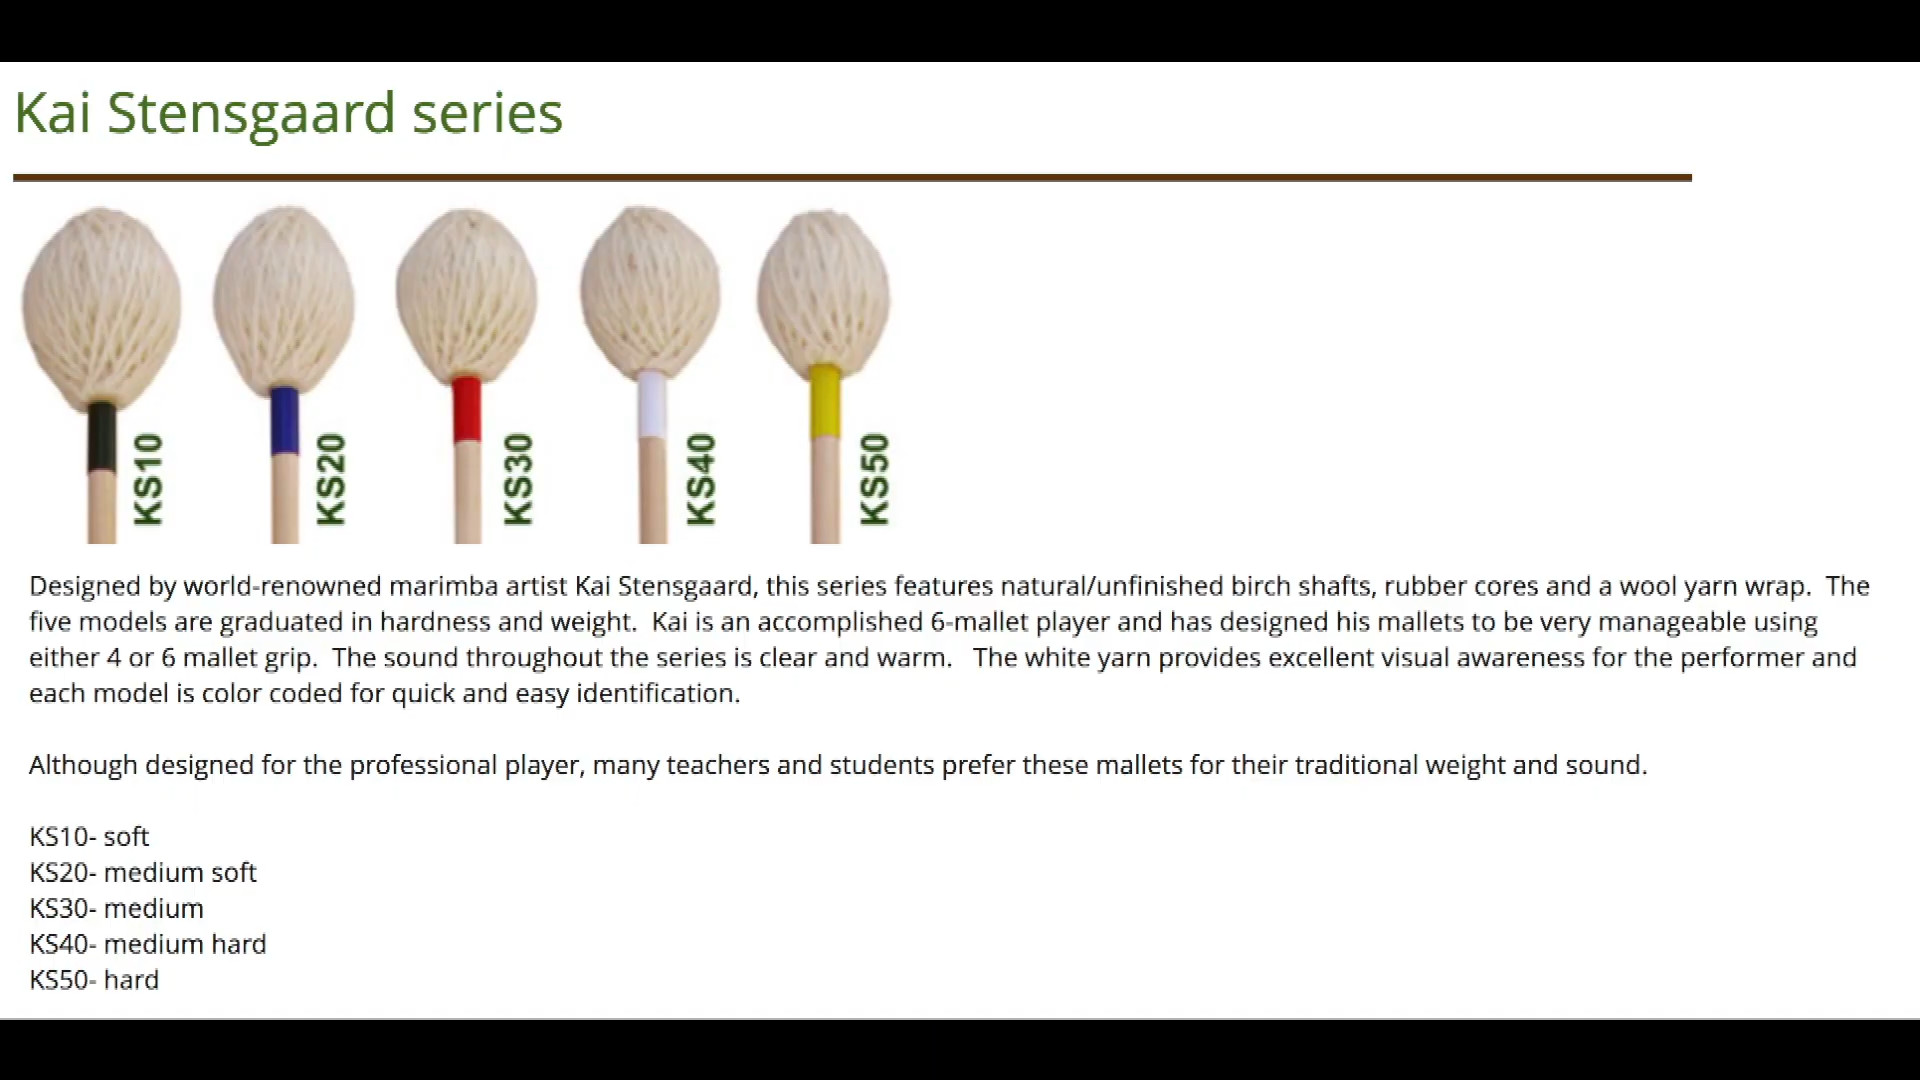 Kai Stensgaard series
KS10
KS20
KS30
KS40
KS50
Designed by world-renowned marimba artist Kai Stensgaard, this series features natural/unfinished birch shafts, rubber cores and a wool yarn wrap.  The
five models are graduated in hardness and weight.  Kai is an accomplished 6-mallet player and has designed his mallets to be very manageable using
either 4 or 6 mallet grip.  The sound throughout the series is clear and warm.   The white yarn provides excellent visual awareness for the performer and
each model is color coded for quick and easy identification.
Although designed for the professional player, many teachers and students prefer these mallets for their traditional weight and sound.
KS10- soft
KS20- medium soft
KS30- medium
KS40- medium hard
KS50- hard